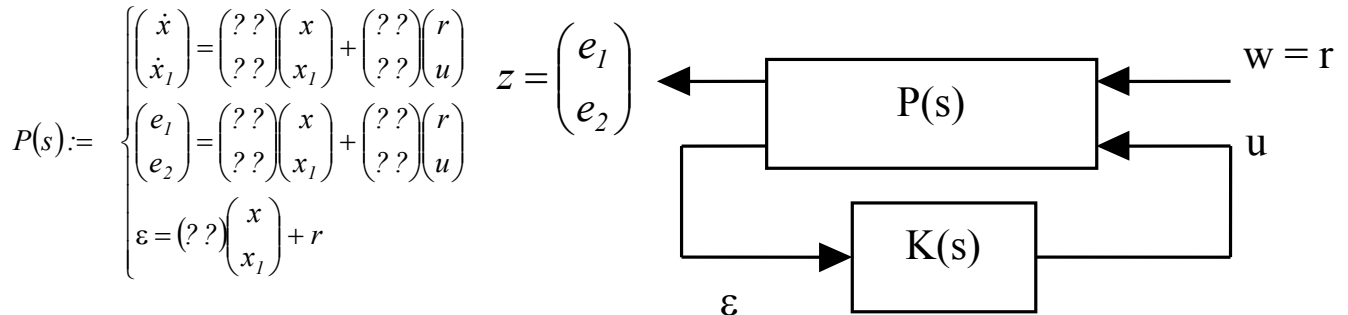 P(s):= { (ẋ ẋ₁) = (? ? ? ?)(x x₁) + (? ? ? ?)(r u)
(e₁ e₂) = (? ? ? ?)(x x₁) + (? ? ? ?)(r u)
ε = (? ?)(x x₁) + r
z = (e₁ e₂)
P(s)
w = r
u
K(s)
ε